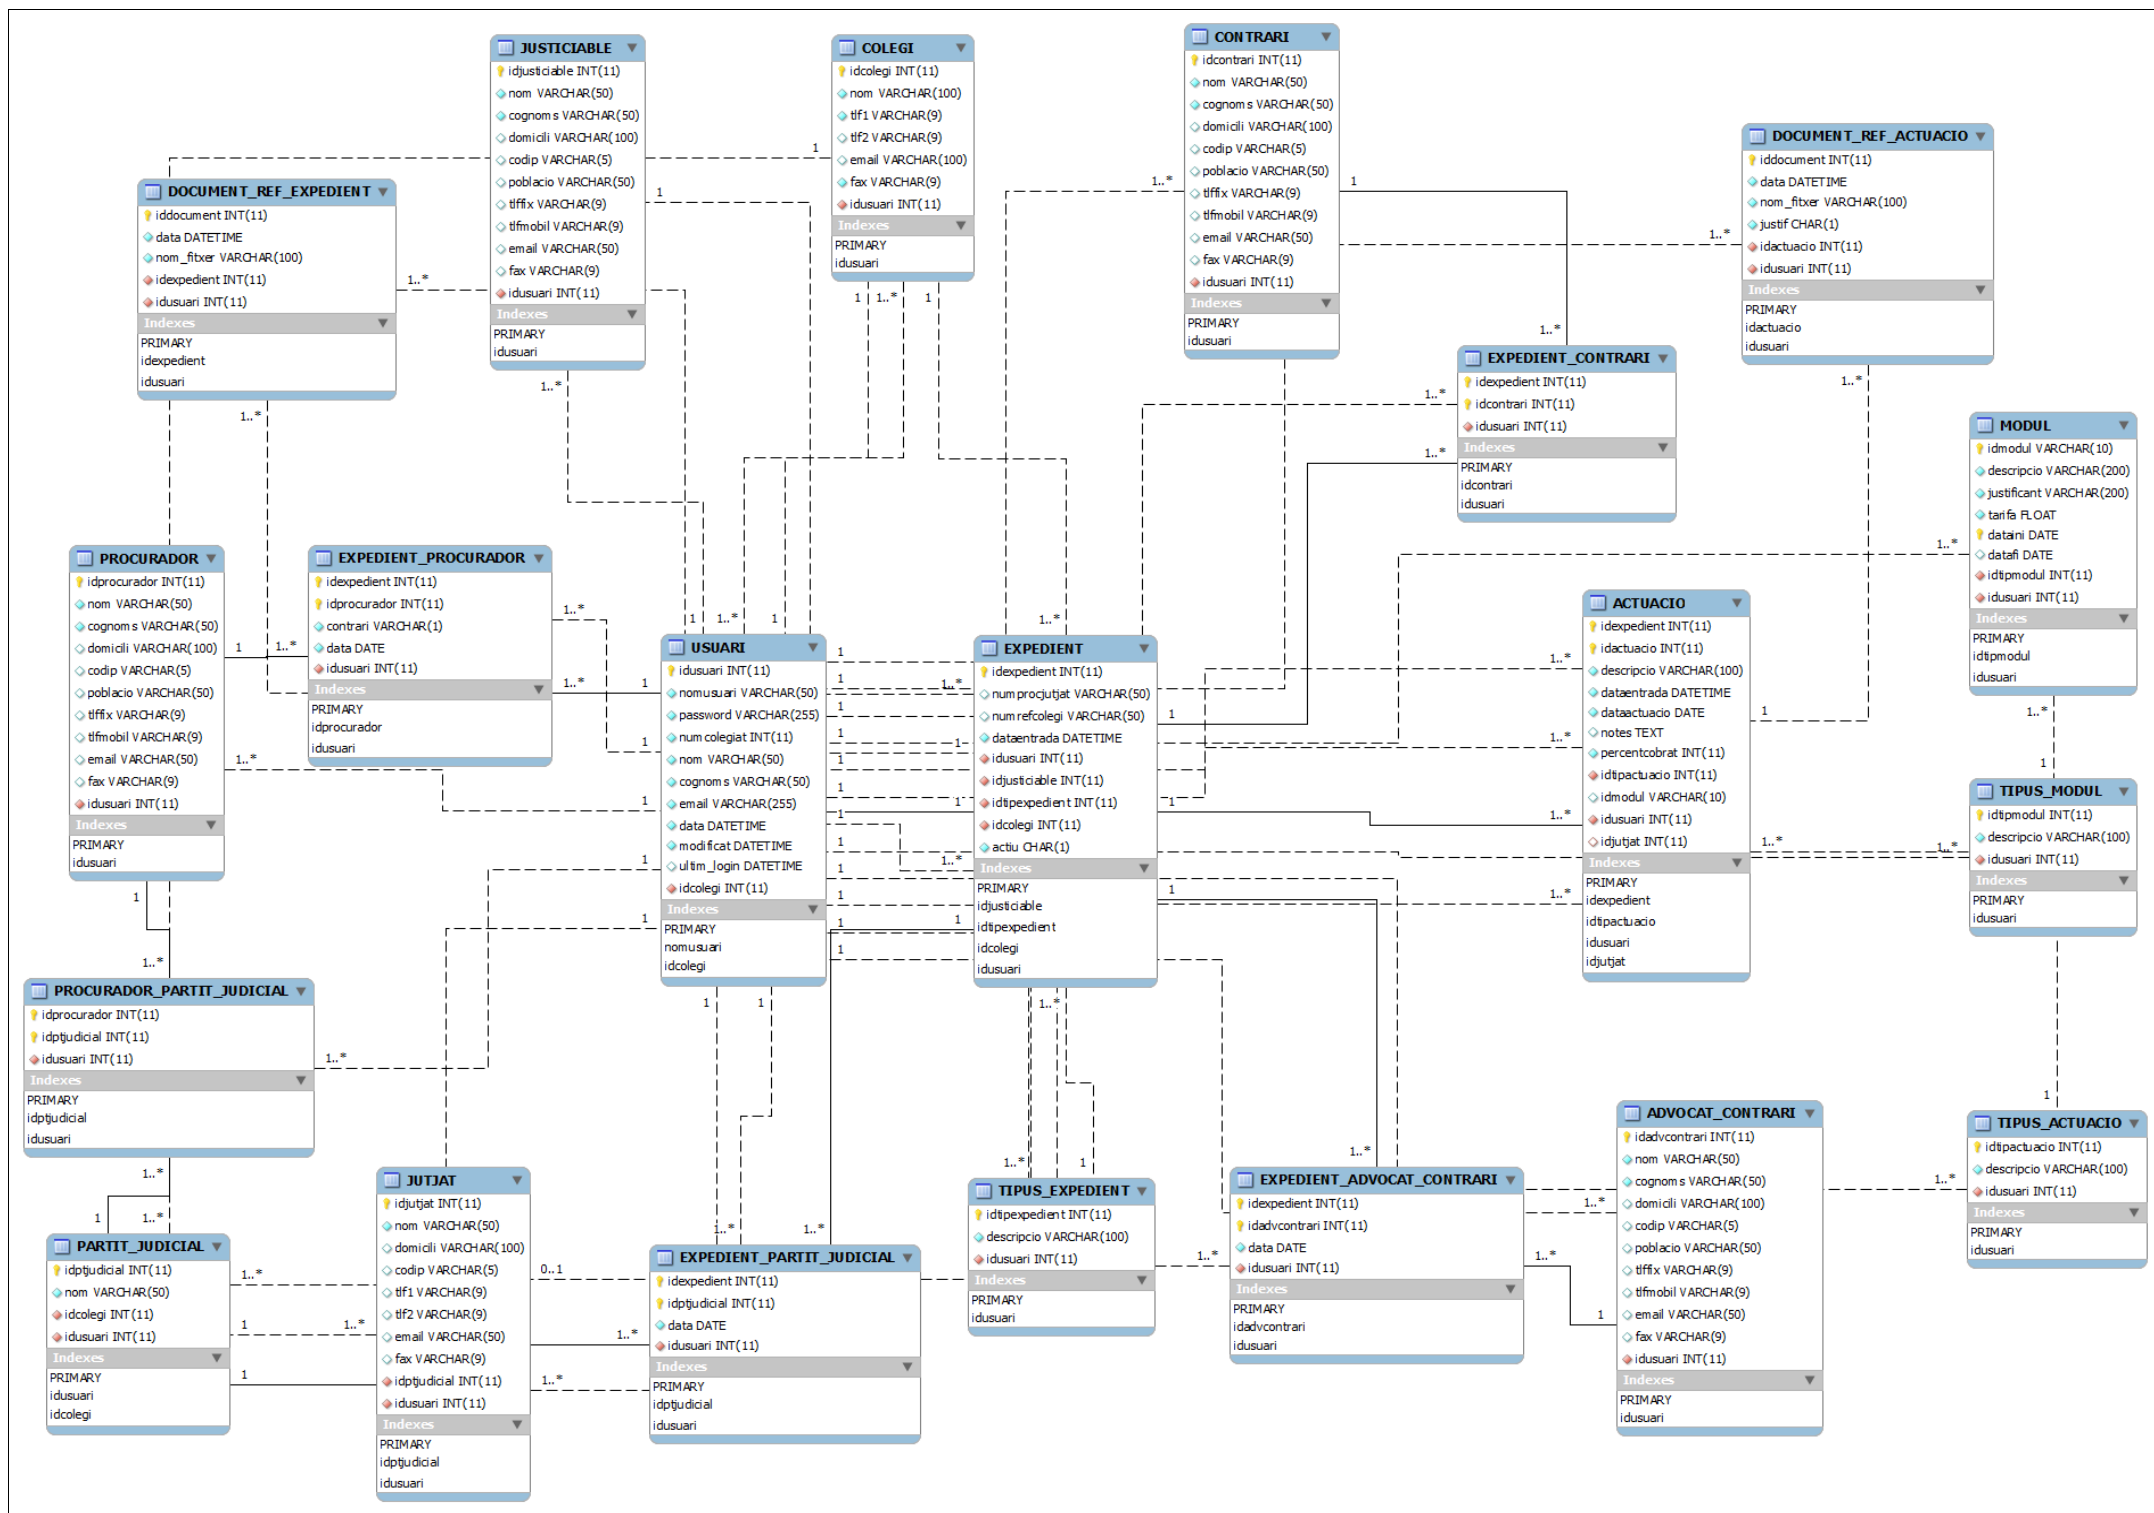 JUSTICIABLE
idjusticiable INT(11)
nom VARCHAR(50)
cognoms VARCHAR(50)
domicili VARCHAR(100)
codip VARCHAR(5)
poblacio VARCHAR(50)
tlffix VARCHAR(9)
tlfmobil VARCHAR(9)
email VARCHAR(50)
fax VARCHAR(9)
idusuari INT(11)
Indexes
PRIMARY
idusuari
COLEGI
idcolegi INT(11)
nom VARCHAR(100)
tlf1 VARCHAR(9)
tlf2 VARCHAR(9)
email VARCHAR(100)
fax VARCHAR(9)
idusuari INT(11)
Indexes
PRIMARY
idusuari
CONTRARI
idcontrari INT(11)
nom VARCHAR(50)
cognoms VARCHAR(50)
domicili VARCHAR(100)
codip VARCHAR(5)
poblacio VARCHAR(50)
tlffix VARCHAR(9)
tlfmobil VARCHAR(9)
email VARCHAR(50)
fax VARCHAR(9)
idusuari INT(11)
Indexes
PRIMARY
idusuari
DOCUMENT_REF_ACTUACIO
iddocument INT(11)
data DATETIME
nom_fitxer VARCHAR(100)
justif CHAR(1)
idactuacio INT(11)
idusuari INT(11)
Indexes
PRIMARY
idactuacio
idusuari
DOCUMENT_REF_EXPEDIENT
iddocument INT(11)
data DATETIME
nom_fitxer VARCHAR(100)
idexpedient INT(11)
idusuari INT(11)
Indexes
PRIMARY
idexpedient
idusuari
EXPEDIENT_CONTRARI
idexpedient INT(11)
idcontrari INT(11)
idusuari INT(11)
Indexes
PRIMARY
idcontrari
idusuari
MODUL
idmodul VARCHAR(10)
descripcio VARCHAR(200)
justificant VARCHAR(200)
tarifa FLOAT
dataini DATE
datafi DATE
idtipmodul INT(11)
idusuari INT(11)
Indexes
PRIMARY
idtipmodul
idusuari
PROCURADOR
idprocurador INT(11)
nom VARCHAR(50)
cognoms VARCHAR(50)
domicili VARCHAR(100)
codip VARCHAR(5)
poblacio VARCHAR(50)
tlffix VARCHAR(9)
tlfmobil VARCHAR(9)
email VARCHAR(50)
fax VARCHAR(9)
idusuari INT(11)
Indexes
PRIMARY
idusuari
EXPEDIENT_PROCURADOR
idexpedient INT(11)
idprocurador INT(11)
contrari VARCHAR(1)
data DATE
idusuari INT(11)
Indexes
PRIMARY
idprocurador
idusuari
USUARI
idusuari INT(11)
nomusuari VARCHAR(50)
password VARCHAR(255)
numcolegiat INT(11)
nom VARCHAR(50)
cognoms VARCHAR(50)
email VARCHAR(255)
data DATETIME
modificat DATETIME
ultim_login DATETIME
idcolegi INT(11)
Indexes
PRIMARY
nomusuari
idcolegi
EXPEDIENT
idexpedient INT(11)
numprocjutjat VARCHAR(50)
numrefcolegi VARCHAR(50)
dataentrada DATETIME
idusuari INT(11)
idjusticiable INT(11)
idtipexpedient INT(11)
idcolegi INT(11)
actiu CHAR(1)
Indexes
PRIMARY
idjusticiable
idtipexpedient
idcolegi
idusuari
ACTUACIO
idexpedient INT(11)
idactuacio INT(11)
descripcio VARCHAR(100)
dataentrada DATETIME
dataactuacio DATE
notes TEXT
percentcobrat INT(11)
idtipactuacio INT(11)
idmodul VARCHAR(10)
idusuari INT(11)
idjutjat INT(11)
Indexes
PRIMARY
idexpedient
idtipactuacio
idusuari
idjutjat
TIPUS_MODUL
idtipmodul INT(11)
descripcio VARCHAR(100)
idusuari INT(11)
Indexes
PRIMARY
idusuari
PROCURADOR_PARTIT_JUDICIAL
idprocurador INT(11)
idptjudicial INT(11)
idusuari INT(11)
Indexes
PRIMARY
idptjudicial
idusuari
PARTIT_JUDICIAL
idptjudicial INT(11)
nom VARCHAR(50)
idcolegi INT(11)
idusuari INT(11)
Indexes
PRIMARY
idusuari
idcolegi
JUTJAT
idjutjat INT(11)
nom VARCHAR(50)
domicili VARCHAR(100)
codip VARCHAR(5)
tlf1 VARCHAR(9)
tlf2 VARCHAR(9)
email VARCHAR(50)
fax VARCHAR(9)
idptjudicial INT(11)
idusuari INT(11)
Indexes
PRIMARY
idptjudicial
idusuari
EXPEDIENT_PARTIT_JUDICIAL
idexpedient INT(11)
idptjudicial INT(11)
data DATE
idusuari INT(11)
Indexes
PRIMARY
idptjudicial
idusuari
TIPUS_EXPEDIENT
idtipexpedient INT(11)
descripcio VARCHAR(100)
idusuari INT(11)
Indexes
PRIMARY
idusuari
EXPEDIENT_ADVOCAT_CONTRARI
idexpedient INT(11)
idadvcontrari INT(11)
data DATE
idusuari INT(11)
Indexes
PRIMARY
idadvcontrari
idusuari
ADVOCAT_CONTRARI
idadvcontrari INT(11)
nom VARCHAR(50)
cognoms VARCHAR(50)
domicili VARCHAR(100)
codip VARCHAR(5)
poblacio VARCHAR(50)
tlffix VARCHAR(9)
tlfmobil VARCHAR(9)
email VARCHAR(50)
fax VARCHAR(9)
idusuari INT(11)
Indexes
PRIMARY
idusuari
TIPUS_ACTUACIO
idtipactuacio INT(11)
descripcio VARCHAR(100)
idusuari INT(11)
Indexes
PRIMARY
idusuari
0..1
1
1..*